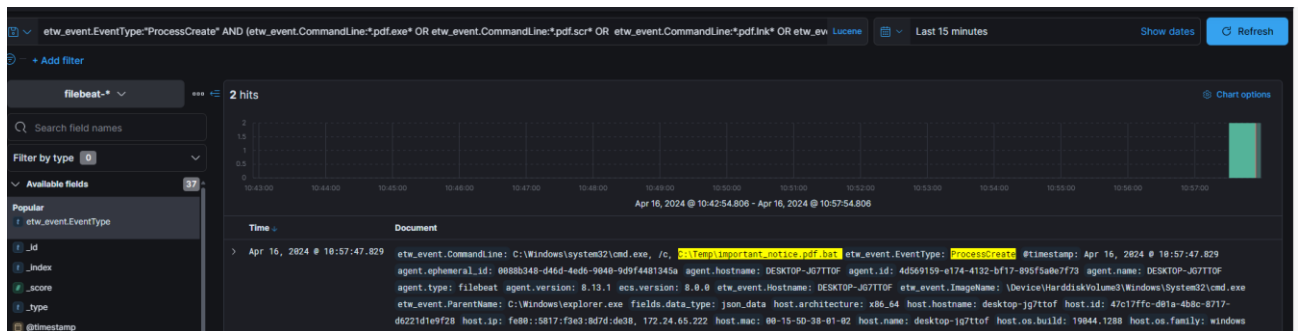 etw_event.EventType:"ProcessCreate" AND (etw_event.CommandLine:*.pdf.exe* OR etw_event.CommandLine:*.pdf.scr* OR etw_event.CommandLine:*.pdf.lnk* OR etw_ev Lucene Last 15 minutes Show dates Refresh
+ Add filter
filebeat-*
2 hits
Chart options
Search field names
Filter by type 0
Available fields 37
Popular
t etw_event.EventType
t _id
t _index
# _score
t _type
@timestamp
2
1.5
1
0.5
0
10:43:00 10:44:00 10:45:00 10:46:00 10:47:00 10:48:00 10:49:00 10:50:00 10:51:00 10:52:00 10:53:00 10:54:00 10:55:00 10:56:00 10:57:00
Apr 16, 2024 @ 10:42:54.806 - Apr 16, 2024 @ 10:57:54.806
Time Document
Apr 16, 2024 @ 10:57:47.829 etw_event.CommandLine: C:\Windows\system32\cmd.exe, /c, C:\Temp\important_notice.pdf.bat etw_event.EventType: ProcessCreate @timestamp: Apr 16, 2024 @ 10:57:47.829
agent.ephemeral_id: 0088b348-d46d-4ed6-9040-9d9f4481345a agent.hostname: DESKTOP-JG7TTOF agent.id: 4d569159-e174-4132-bf17-895f5a0e7f73 agent.name: DESKTOP-JG7TTOF
agent.type: filebeat agent.version: 8.13.1 ecs.version: 8.0.0 etw_event.Hostname: DESKTOP-JG7TTOF etw_event.ImageName: \Device\HarddiskVolume3\Windows\System32\cmd.exe
etw_event.ParentName: C:\Windows\explorer.exe fields.data_type: json_data host.architecture: x86_64 host.hostname: desktop-jg7ttof host.id: 47c17ffc-d01a-4b8c-8717-
d6221d1e9f28 host.ip: fe80::5817:f3e3:8d7d:de38, 172.24.65.222 host.mac: 00-15-5D-38-01-02 host.name: desktop-jg7ttof host.os.build: 19044.1288 host.os.family: windows